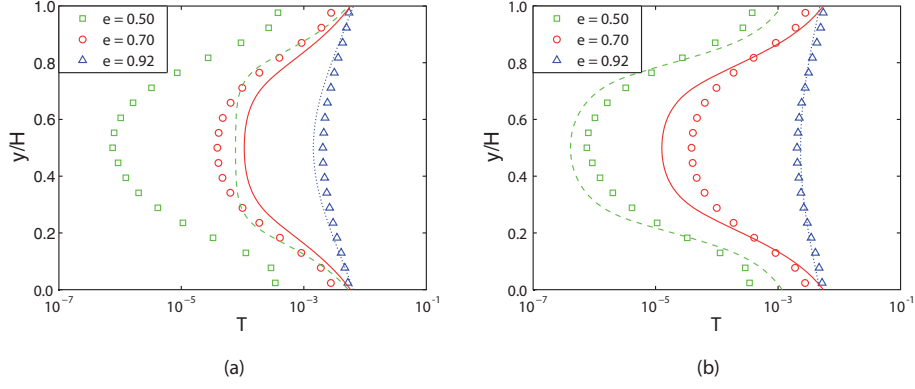 1.0
0.8
0.6
0.4
0.2
0.0
y/H
e = 0.50
e = 0.70
e = 0.92
10^-7
10^-5
10^-3
10^-1
T
(a)
1.0
0.8
0.6
0.4
0.2
0.0
y/H
e = 0.50
e = 0.70
e = 0.92
10^-7
10^-5
10^-3
10^-1
T
(b)